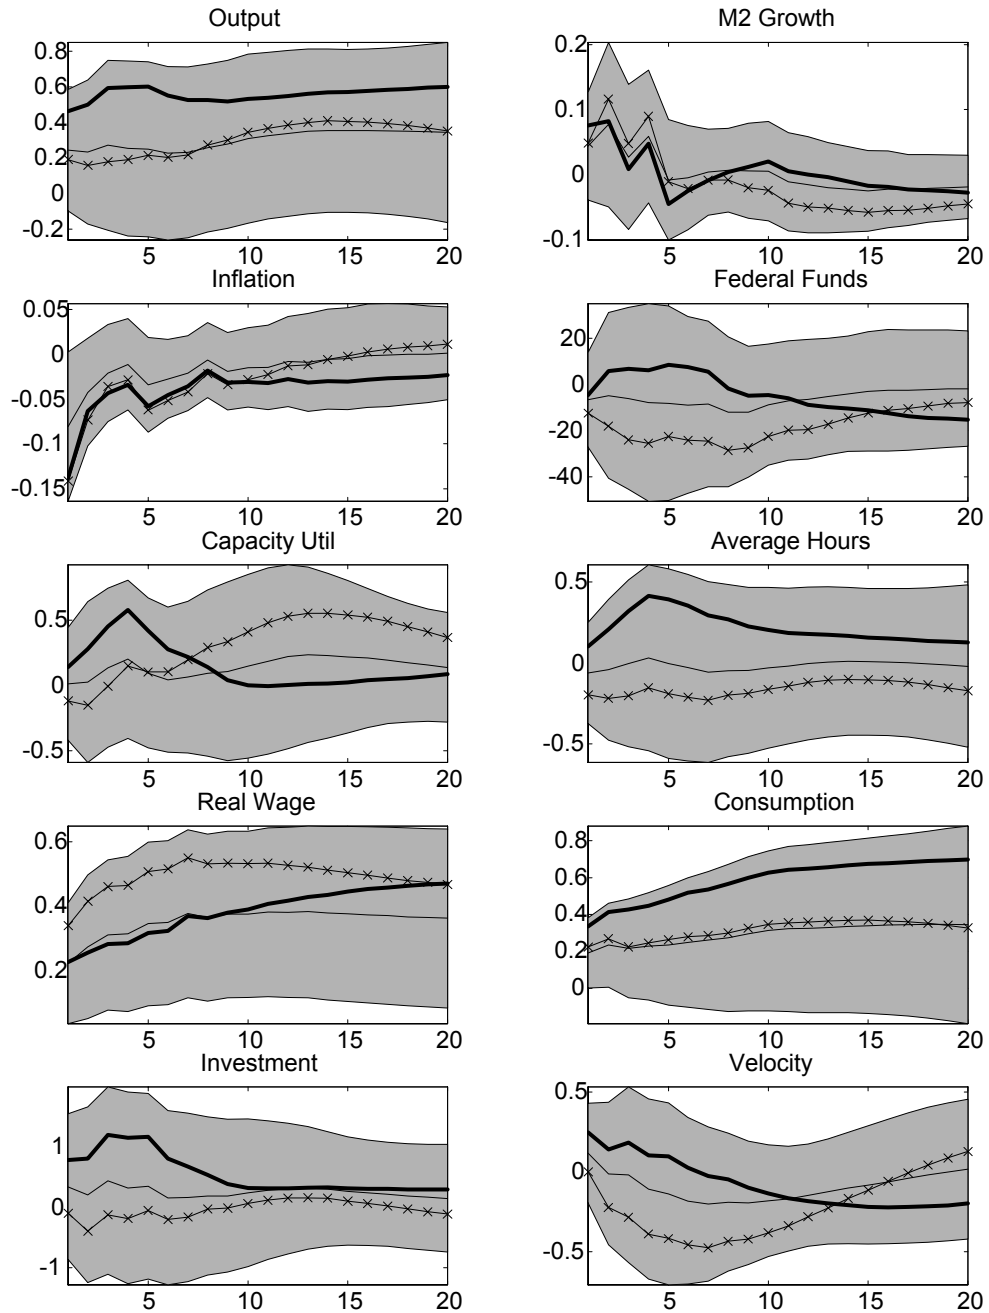 Output
0.8
0.6
0.4
0.2
0
-0.2
5 10 15 20
M2 Growth
0.2
0.1
0
-0.1
5 10 15 20
Inflation
0.05
0
-0.05
-0.1
-0.15
5 10 15 20
Federal Funds
20
0
-20
-40
5 10 15 20
Capacity Util
0.5
0
-0.5
5 10 15 20
Average Hours
0.5
0
-0.5
5 10 15 20
Real Wage
0.6
0.4
0.2
5 10 15 20
Consumption
0.8
0.6
0.4
0.2
0
5 10 15 20
Investment
1
0
-1
5 10 15 20
Velocity
0.5
0
-0.5
5 10 15 20